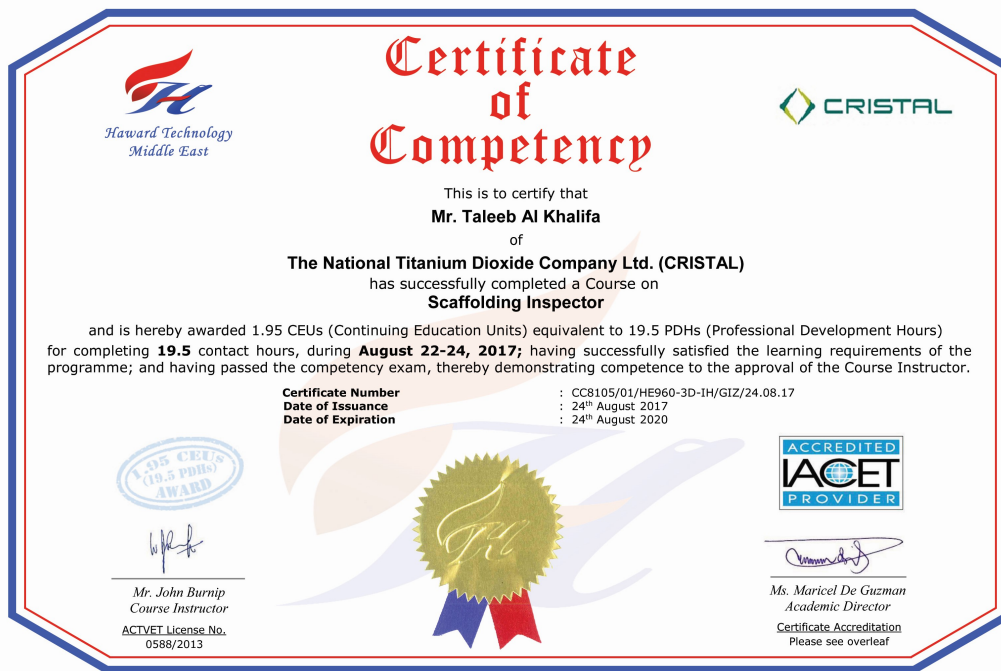 Certificate
of
Competency
Haward Technology
Middle East
CRISTAL
This is to certify that
Mr. Taleeb Al Khalifa
of
The National Titanium Dioxide Company Ltd. (CRISTAL)
has successfully completed a Course on
Scaffolding Inspector
and is hereby awarded 1.95 CEUs (Continuing Education Units) equivalent to 19.5 PDHs (Professional Development Hours)
for completing 19.5 contact hours, during August 22-24, 2017; having successfully satisfied the learning requirements of the
programme; and having passed the competency exam, thereby demonstrating competence to the approval of the Course Instructor.
Certificate Number : CC8105/01/HE960-3D-IH/GIZ/24.08.17
Date of Issuance : 24th August 2017
Date of Expiration : 24th August 2020
1.95 CEUs
(19.5 PDHs)
AWARD
ACCREDITED
IACET
PROVIDER
Mr. John Burnip
Course Instructor
ACTVET License No.
0588/2013
Ms. Maricel De Guzman
Academic Director
Certificate Accreditation
Please see overleaf